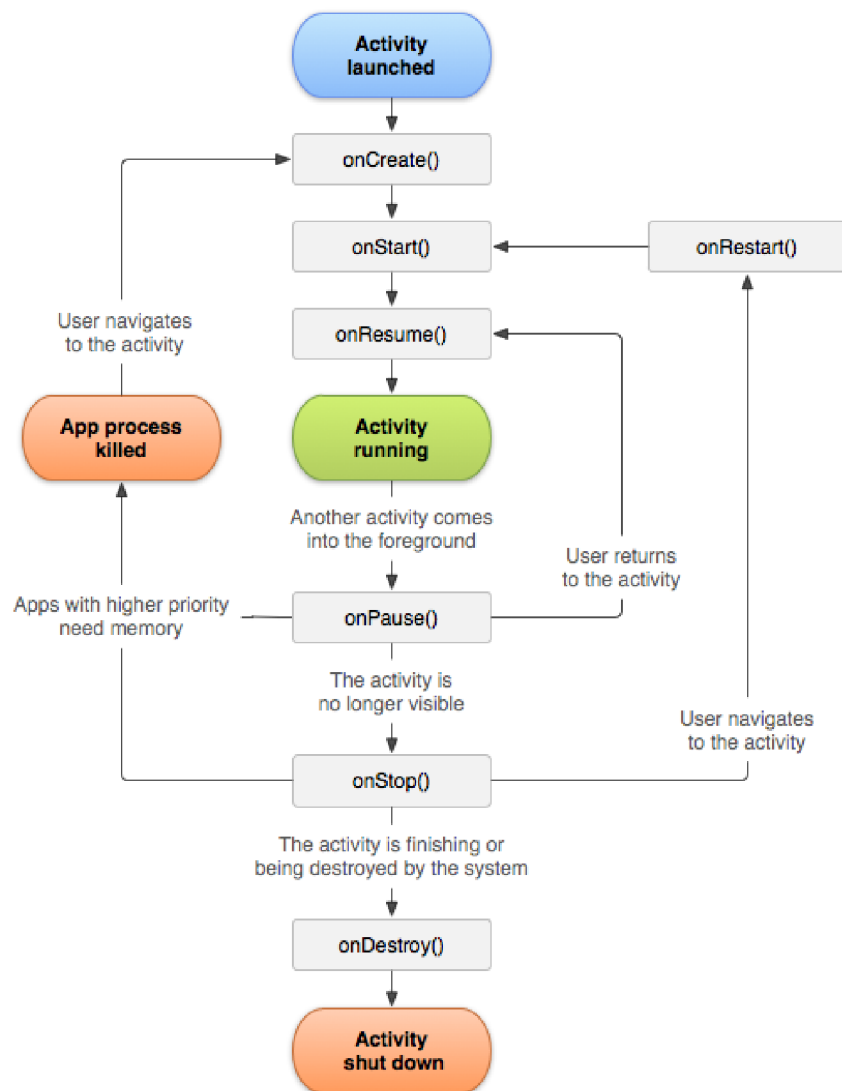 Activity
launched
onCreate()
onStart()
onRestart()
User navigates
to the activity
onResume()
App process
killed
Activity
running
Another activity comes
into the foreground
User returns
to the activity
Apps with higher priority
need memory
onPause()
The activity is
no longer visible
User navigates
to the activity
onStop()
The activity is finishing or
being destroyed by the system
onDestroy()
Activity
shut down